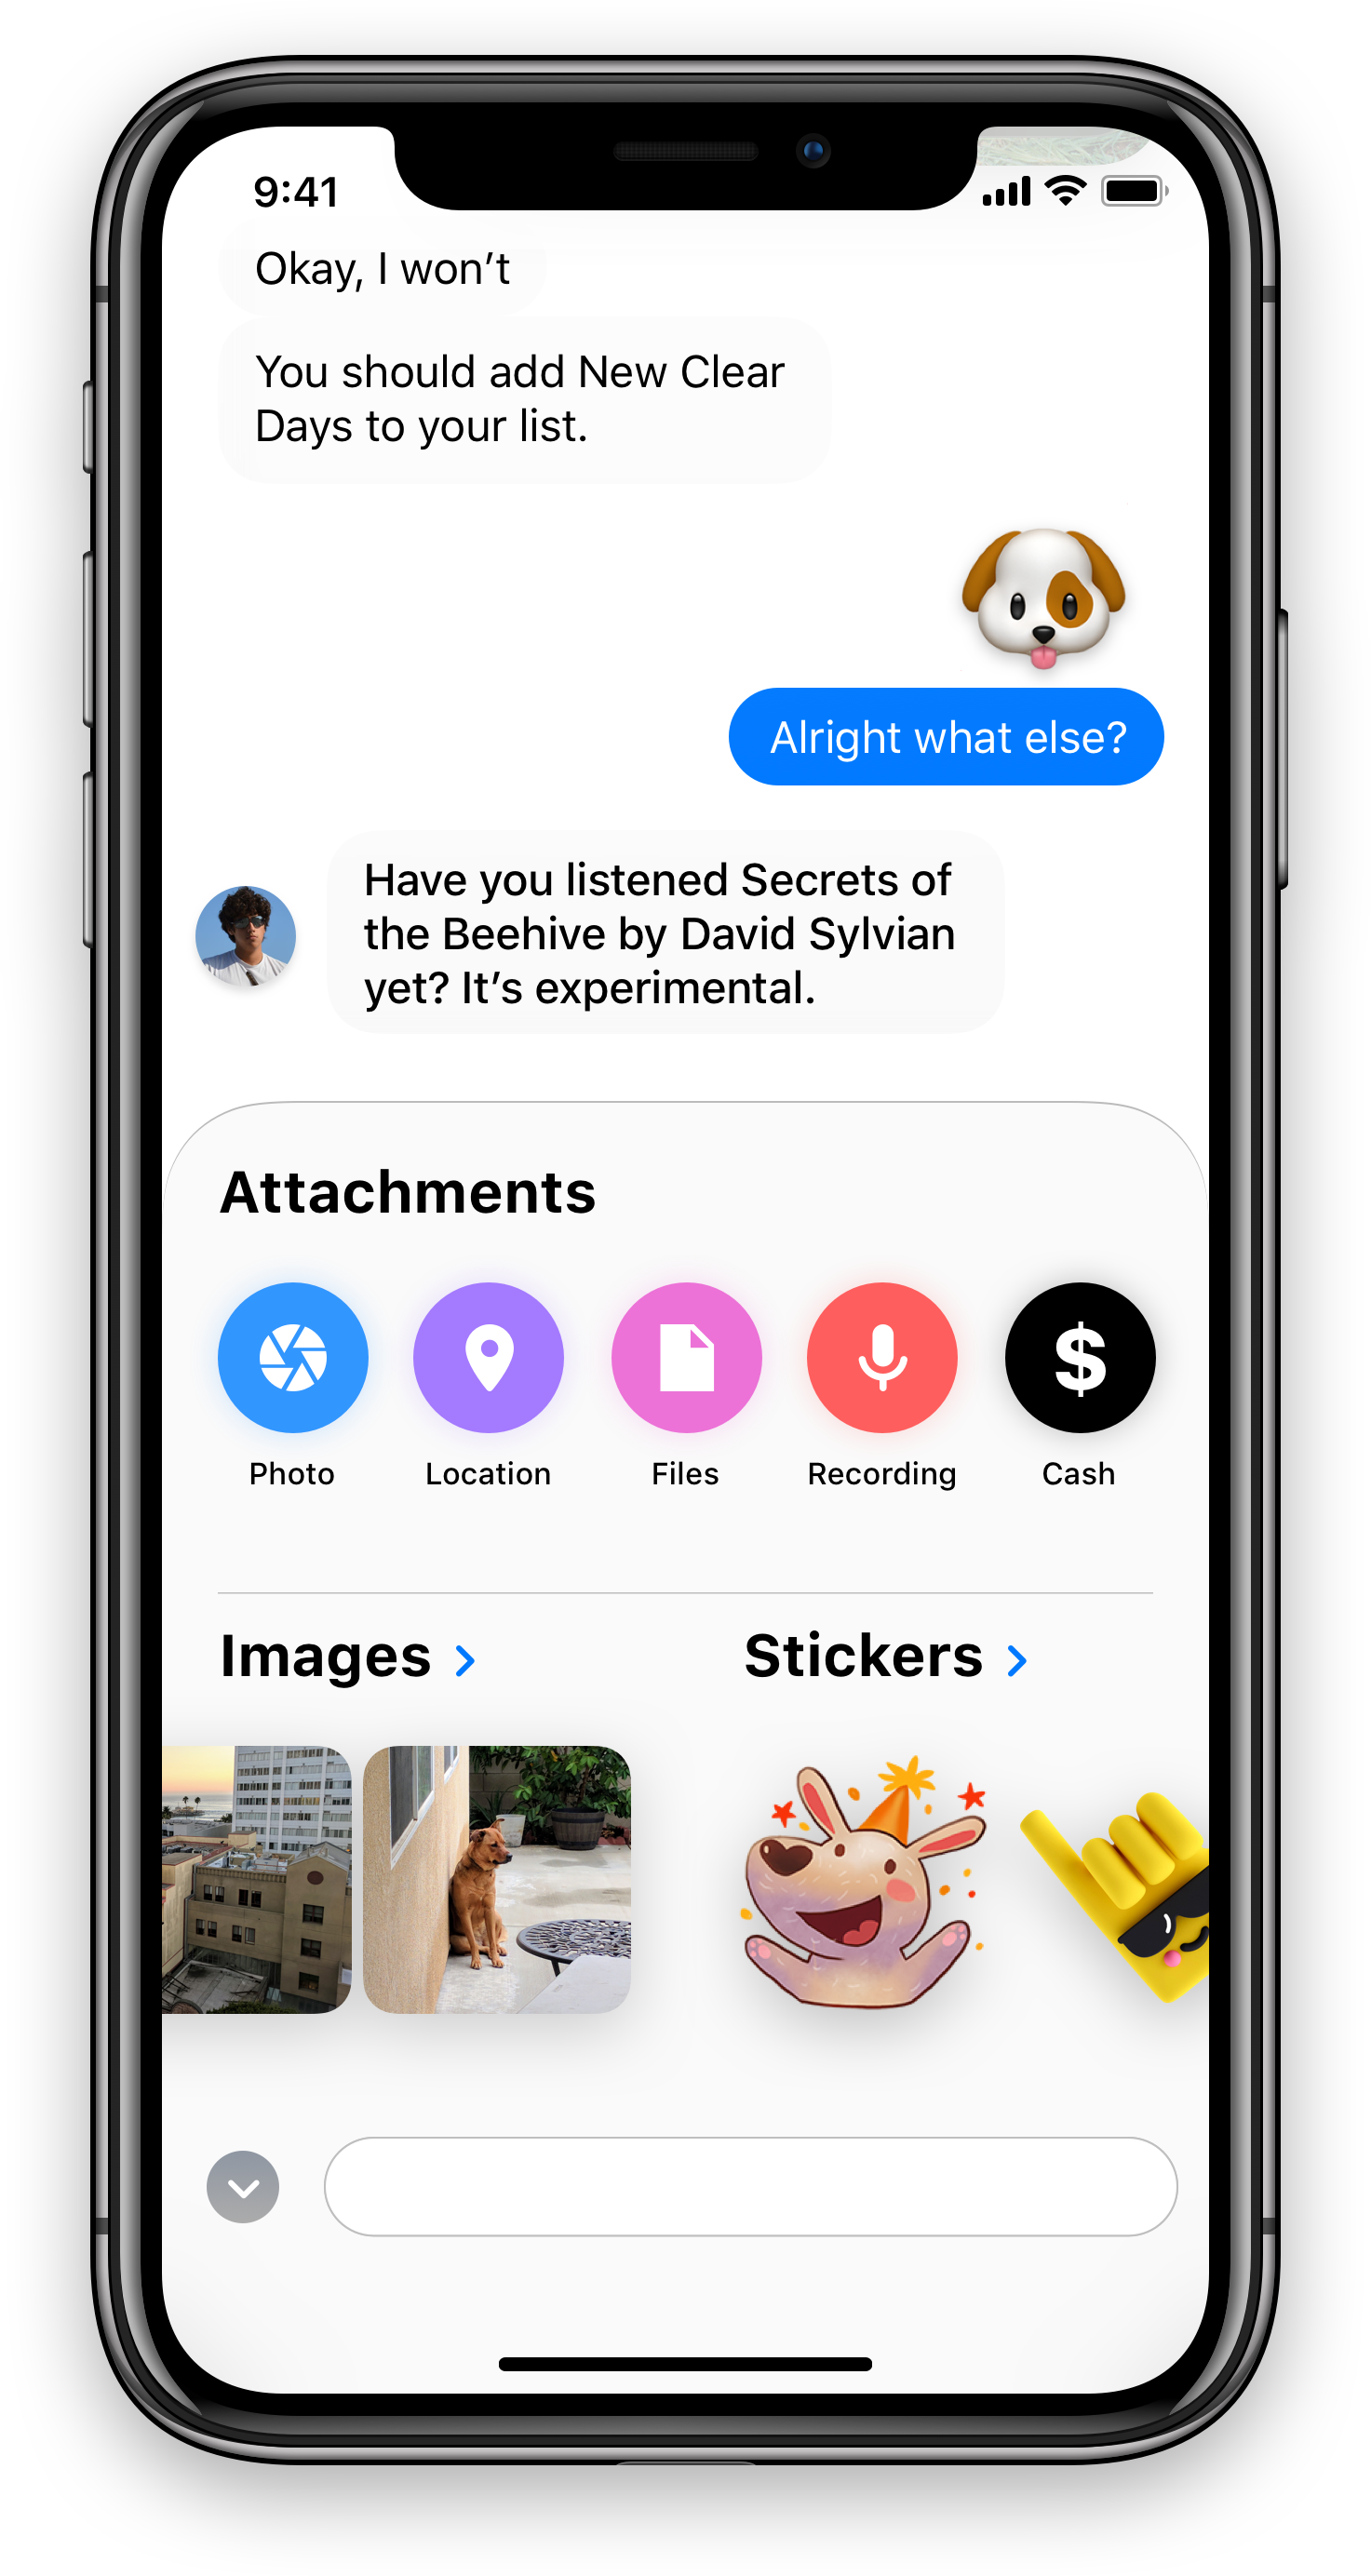 9:41
Okay, I won’t
You should add New Clear
Days to your list.
Alright what else?
Have you listened Secrets of
the Beehive by David Sylvian
yet? It’s experimental.
Attachments
$
Photo
Location
Files
Recording
Cash
Images
Stickers